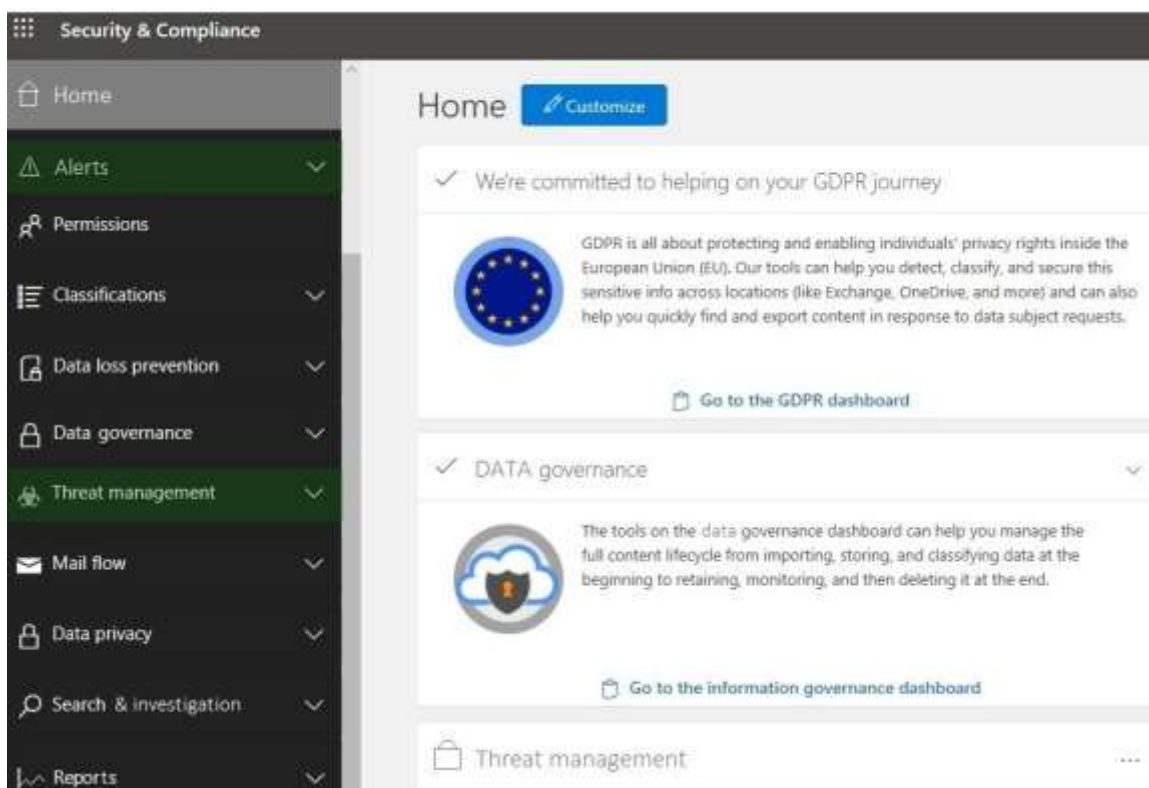 Security & Compliance
Home
Alerts
Permissions
Classifications
Data loss prevention
Data governance
Threat management
Mail flow
Data privacy
Search & investigation
Reports
Home
Customize
We're committed to helping on your GDPR journey
GDPR is all about protecting and enabling individuals' privacy rights inside the
European Union (EU). Our tools can help you detect, classify, and secure this
sensitive info across locations (like Exchange, OneDrive, and more) and can also
help you quickly find and export content in response to data subject requests.
Go to the GDPR dashboard
DATA governance
The tools on the data governance dashboard can help you manage the
full content lifecycle from importing, storing, and classifying data at the
beginning to retaining, monitoring, and then deleting it at the end.
Go to the information governance dashboard
Threat management